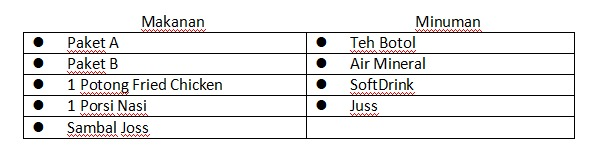 Makanan Minuman
● Paket A ● Teh Botol
● Paket B ● Air Mineral
● 1 Potong Fried Chicken ● SoftDrink
● 1 Porsi Nasi ● Juss
● Sambal Joss